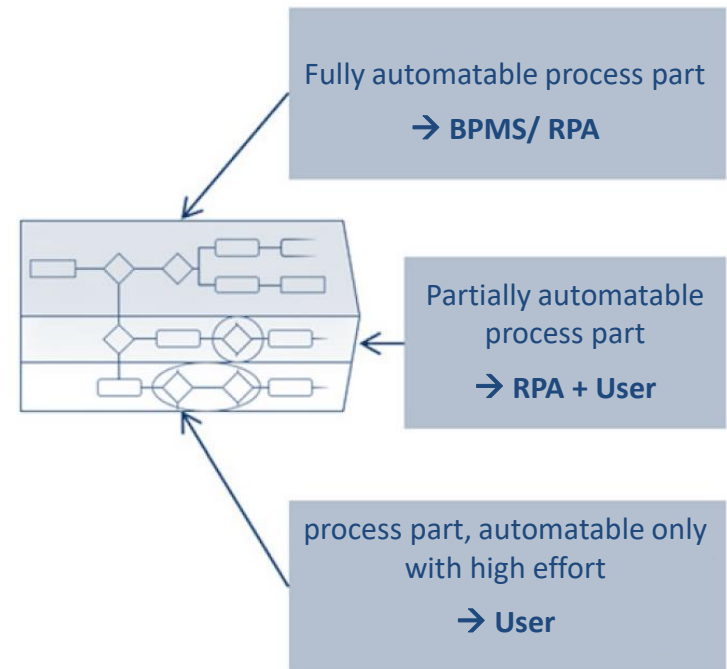 Fully automatable process part
→ BPMS/ RPA
Partially automatable
process part
→ RPA + User
process part, automatable only
with high effort
→ User